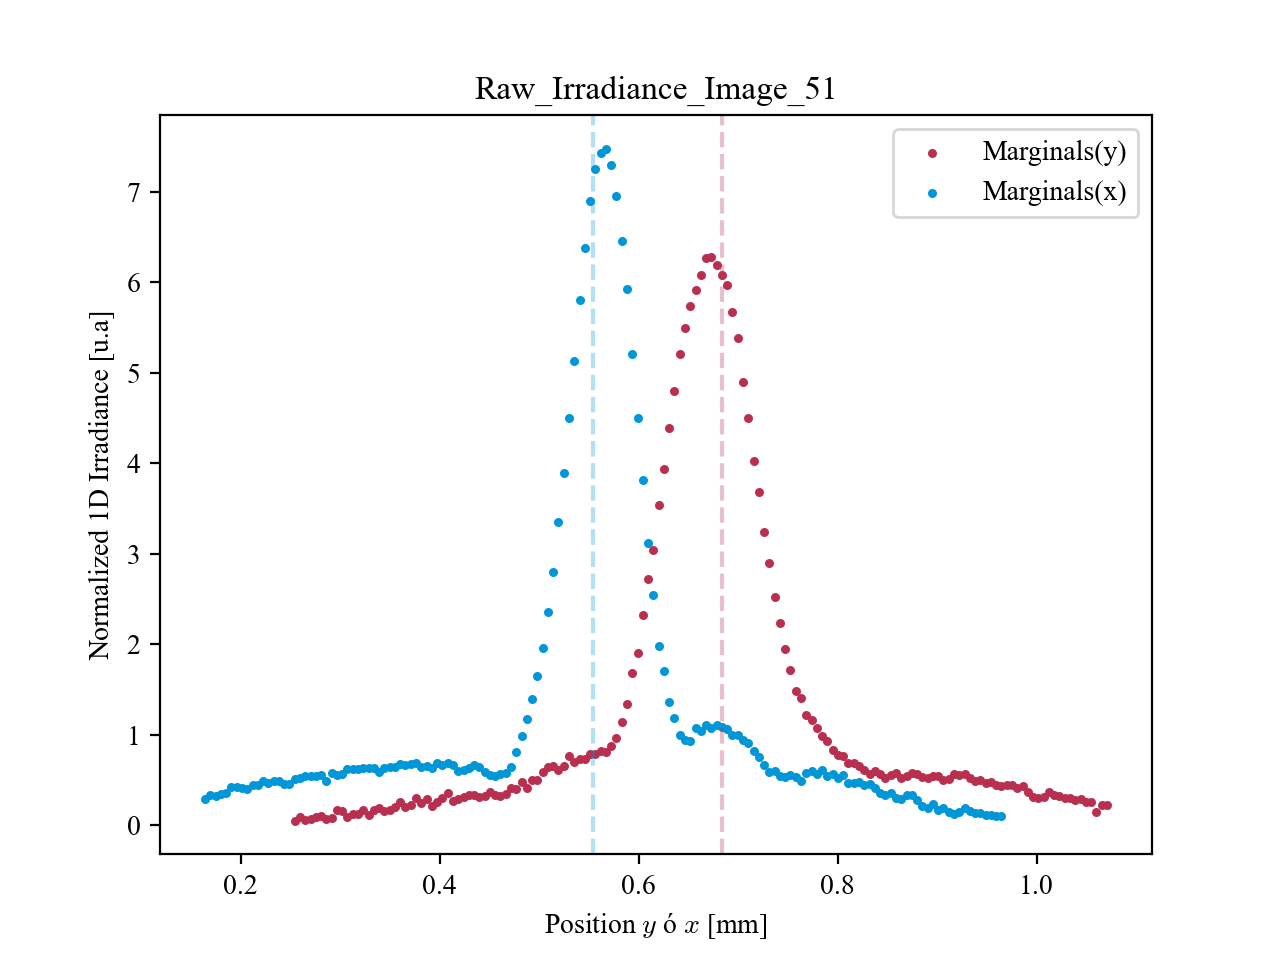 Raw_Irradiance_Image_51
Marginals(y)
Marginals(x)
Normalized 1D Irradiance [u.a]
7
6
5
4
3
2
1
0
0.2 0.4 0.6 0.8 1.0
Position y ó x [mm]